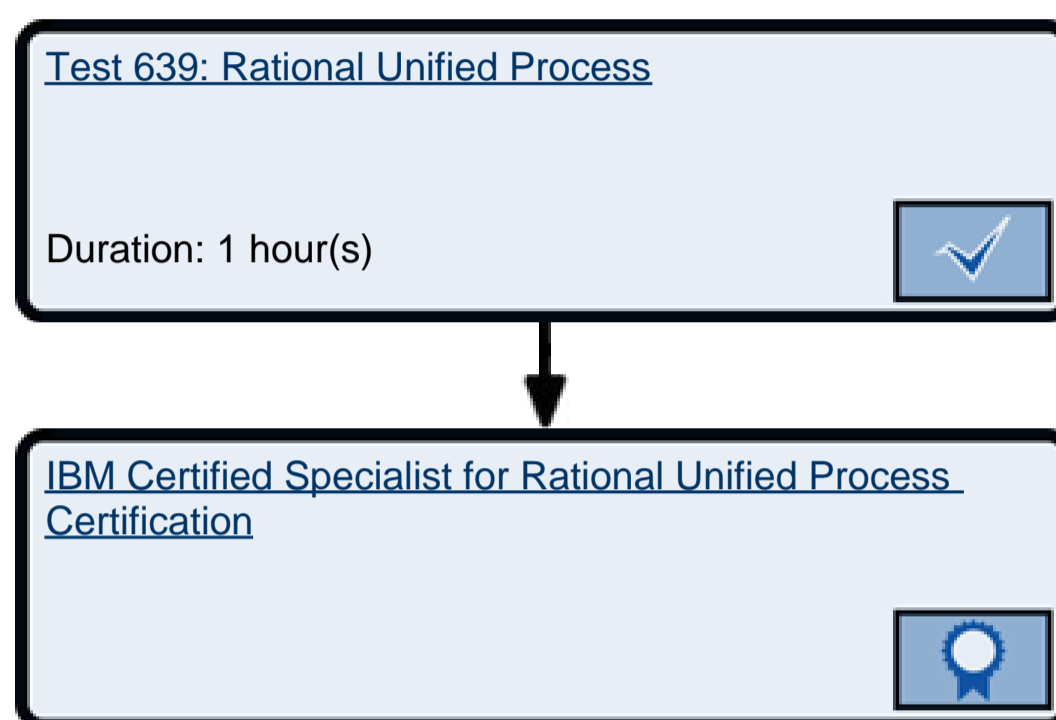 Test 639: Rational Unified Process
Duration: 1 hour(s)
IBM Certified Specialist for Rational Unified Process
Certification